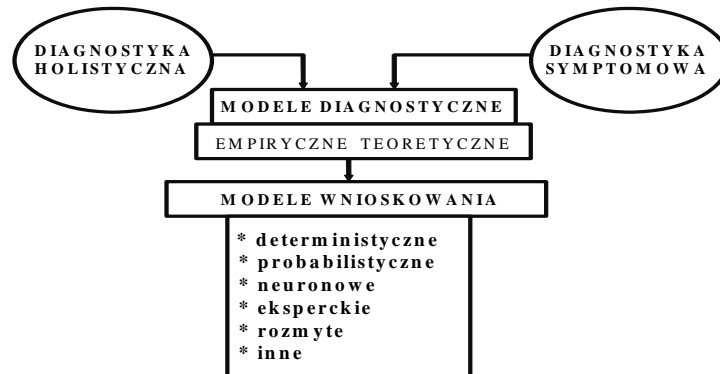 DIAGNOSTYKA
HOLISTYCZNA
DIAGNOSTYKA
SYMPTOMOWA
MODELE DIAGNOSTYCZNE
EMPIRYCZNE TEORETYCZNE
MODELE WNIOSKOWANIA
* deterministyczne
* probabilistyczne
* neuronowe
* eksperckie
* rozmyte
* inne